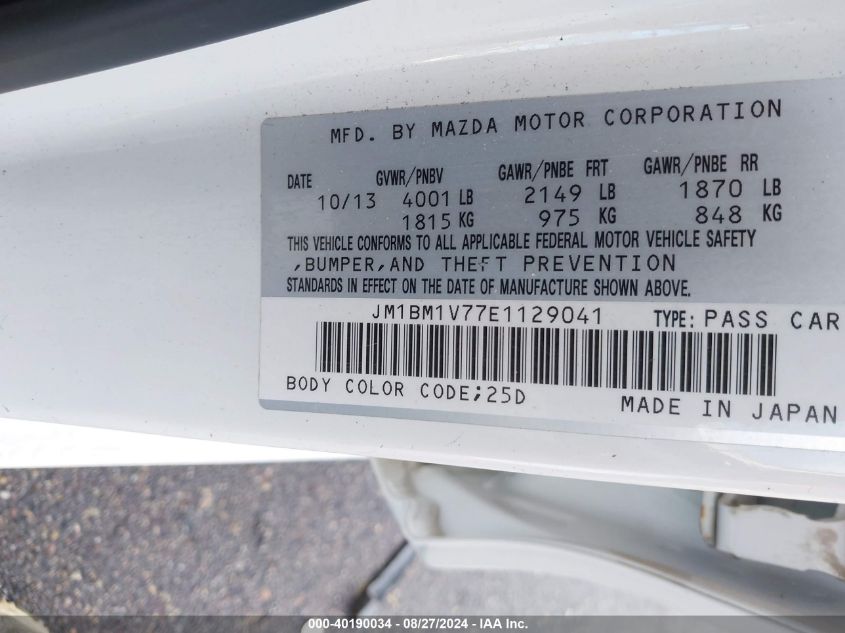 MFD. BY MAZDA MOTOR CORPORATION
DATE GVWR/PNBV GAWR/PNBE FRT GAWR/PNBE RR
10/13 4001 LB 2149 LB 1870 LB
1815 KG 975 KG 848 KG
THIS VEHICLE CONFORMS TO ALL APPLICABLE FEDERAL MOTOR VEHICLE SAFETY
,BUMPER,AND THEFT PREVENTION
STANDARDS IN EFFECT ON THE DATE OF MANUFACTURE SHOWN ABOVE.
JM1BM1V77E1129041 TYPE: PASS CAR
BODY COLOR CODE;25D
MADE IN JAPAN
000-40190034 - 08/27/2024 - IAA Inc.